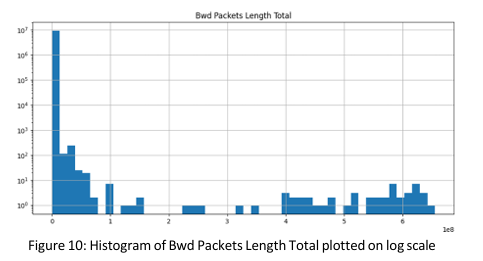 Bwd Packets Length Total
10⁷
10⁶
10⁵
10⁴
10³
10²
10¹
10⁰
0 1 2 3 4 5 6
1e8
Figure 10: Histogram of Bwd Packets Length Total plotted on log scale